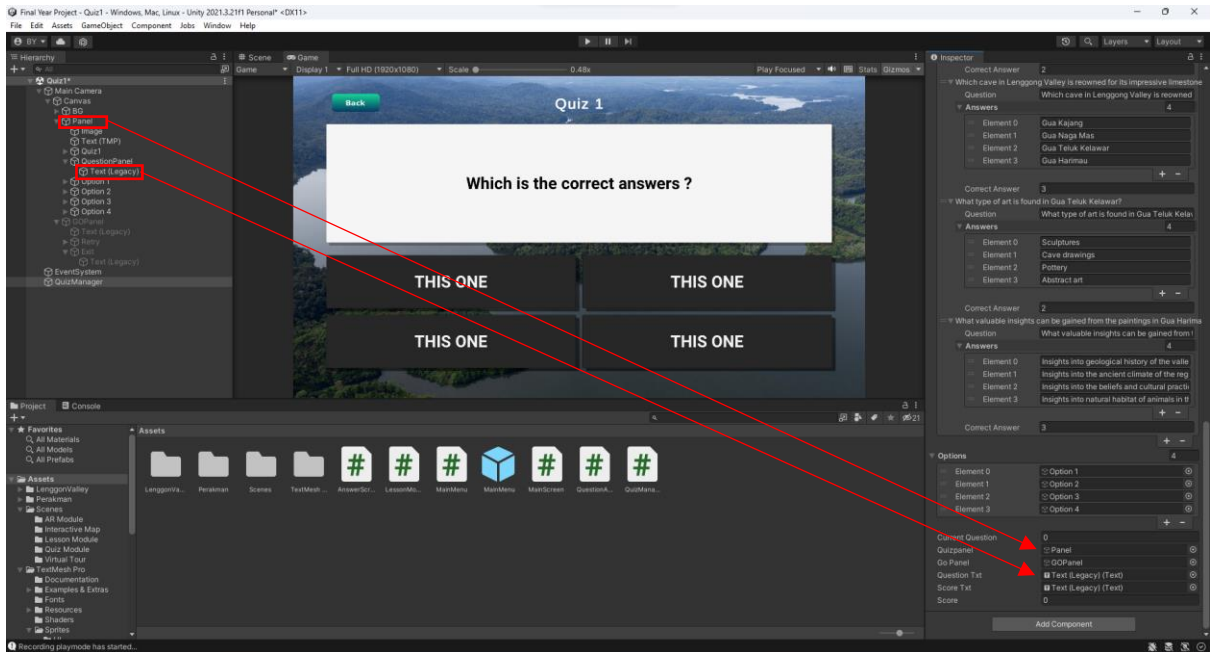 Final Year Project - Quiz1 - Windows, Mac, Linux - Unity 2021.3.21f1 Personal* <DX11>
File Edit Assets GameObject Component Jobs Window Help
BY
Layers Layout
Hierarchy
All
Quiz1*
Main Camera
Canvas
BG
Panel
Image
Text (TMP)
Quiz1
QuestionPanel
Text (Legacy)
Option 1
Option 2
Option 3
Option 4
GOPanel
Text (Legacy)
Retry
Exit
Text (Legacy)
EventSystem
QuizManager
Scene Game
Game Display 1 Full HD (1920x1080) Scale 0.48x Play Focused Stats Gizmos
Back
Quiz 1
Which is the correct answers ?
THIS ONE THIS ONE
THIS ONE THIS ONE
Inspector
Correct Answer 2
Which cave in Lenggong Valley is reowned for its impressive limestone
Question Which cave in Lenggong Valley is reowned
Answers 4
Element 0 Gua Kajang
Element 1 Gua Naga Mas
Element 2 Gua Teluk Kelawar
Element 3 Gua Harimau
+ -
Correct Answer 3
What type of art is found in Gua Teluk Kelawar?
Question What type of art is found in Gua Teluk Kelav
Answers 4
Element 0 Sculptures
Element 1 Cave drawings
Element 2 Pottery
Element 3 Abstract art
+ -
Correct Answer 2
What valuable insights can be gained from the paintings in Gua Harima
Question What valuable insights can be gained from t
Answers 4
Element 0 Insights into geological history of the valle
Element 1 Insights into the ancient climate of the reg
Element 2 Insights into the beliefs and cultural practi
Element 3 Insights into natural habitat of animals in th
+ -
Correct Answer 3
+ -
Options 4
Element 0 Option 1
Element 1 Option 2
Element 2 Option 3
Element 3 Option 4
+ -
Current Question 0
Quizpanel Panel
Go Panel GOPanel
Question Txt Text (Legacy) (Text)
Score Txt Text (Legacy) (Text)
Score 0
Add Component
Project Console
21
Favorites
All Materials
All Models
All Prefabs
Assets
LenggonValley
Perakman
Scenes
AR Module
Interactive Map
Lesson Module
Quiz Module
Virtual Tour
TextMesh Pro
Documentation
Examples & Extras
Fonts
Resources
Shaders
Sprites
Assets
LenggonVa... Perakman Scenes TextMesh ... AnswerScr... LessonMo... MainMenu MainMenu MainScreen QuestionA... QuizMana...
Recording playmode has started...